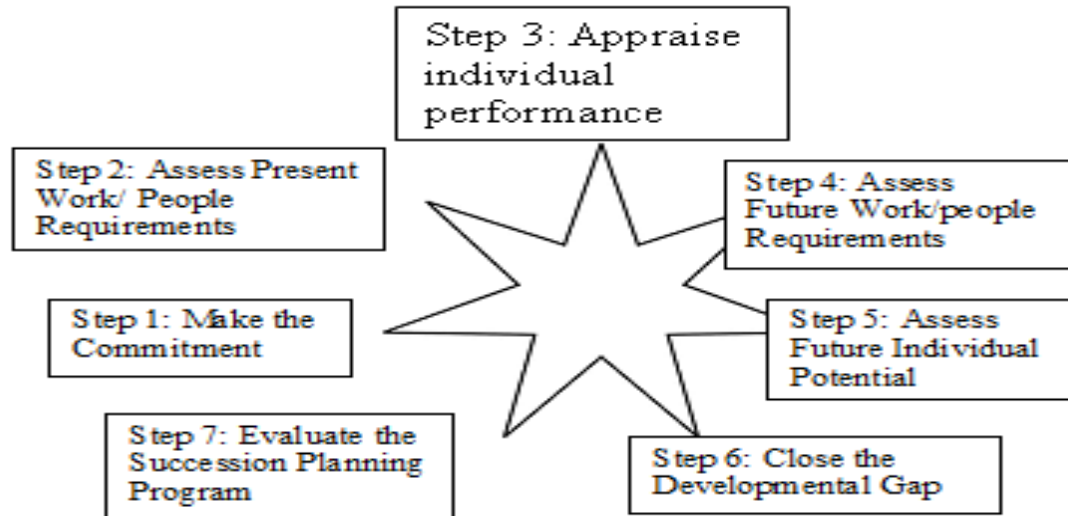 Step 3: Appraise
individual
performance
Step 2: Assess Present
Work/ People
Requirements
Step 4: Assess
Future Work/people
Requirements
Step 1: Make the
Commitment
Step 5: Assess
Future Individual
Potential
Step 7: Evaluate the
Succession Planning
Program
Step 6: Close the
Developmental Gap